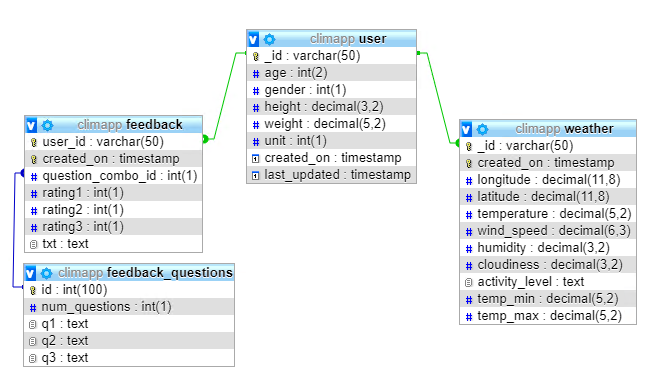 climapp user
_id : varchar(50)
age : int(2)
gender : int(1)
height : decimal(3,2)
weight : decimal(5,2)
unit : int(1)
created_on : timestamp
last_updated : timestamp
climapp feedback
user_id : varchar(50)
created_on : timestamp
question_combo_id : int(1)
rating1 : int(1)
rating2 : int(1)
rating3 : int(1)
txt : text
climapp weather
_id : varchar(50)
created_on : timestamp
longitude : decimal(11,8)
latitude : decimal(11,8)
temperature : decimal(5,2)
wind_speed : decimal(6,3)
humidity : decimal(3,2)
cloudiness : decimal(3,2)
activity_level : text
temp_min : decimal(5,2)
temp_max : decimal(5,2)
climapp feedback_questions
id : int(100)
num_questions : int(1)
q1 : text
q2 : text
q3 : text